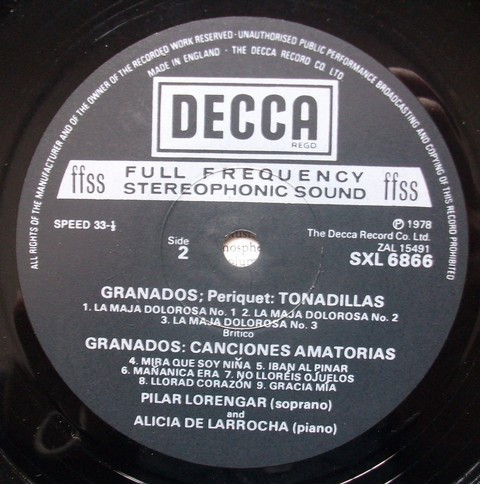 ALL RIGHTS OF THE MANUFACTURER AND OF THE OWNER OF THE RECORDED WORK RESERVED · UNAUTHORISED PUBLIC PERFORMANCE BROADCASTING AND COPYING OF THIS RECORD PROHIBITED
MADE IN ENGLAND · THE DECCA RECORD CO. LTD
DECCA
REGD
ffss FULL FREQUENCY ffss
STEREOPHONIC SOUND
SPEED 33-⅓
℗ 1978
The Decca Record Co. Ltd.
Side
2
ZAL 15491
SXL 6866
GRANADOS; Periquet: TONADILLAS
1. LA MAJA DOLOROSA No. 1 2. LA MAJA DOLOROSA No. 2
3. LA MAJA DOLOROSA No. 3
Britico
GRANADOS: CANCIONES AMATORIAS
4. MIRA QUE SOY NIÑA 5. IBAN AL PINAR
6. MAÑANICA ERA 7. NO LLORÉIS OJUELOS
8. LLORAD CORAZÓN 9. GRACIA MÍA
PILAR LORENGAR (soprano)
and
ALICIA DE LARROCHA (piano)